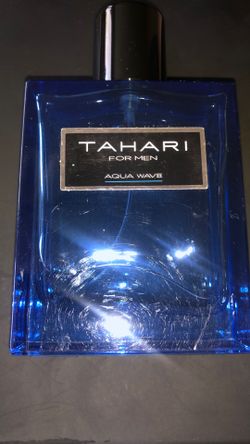 TAHARI
FOR MEN
AQUA WAVE